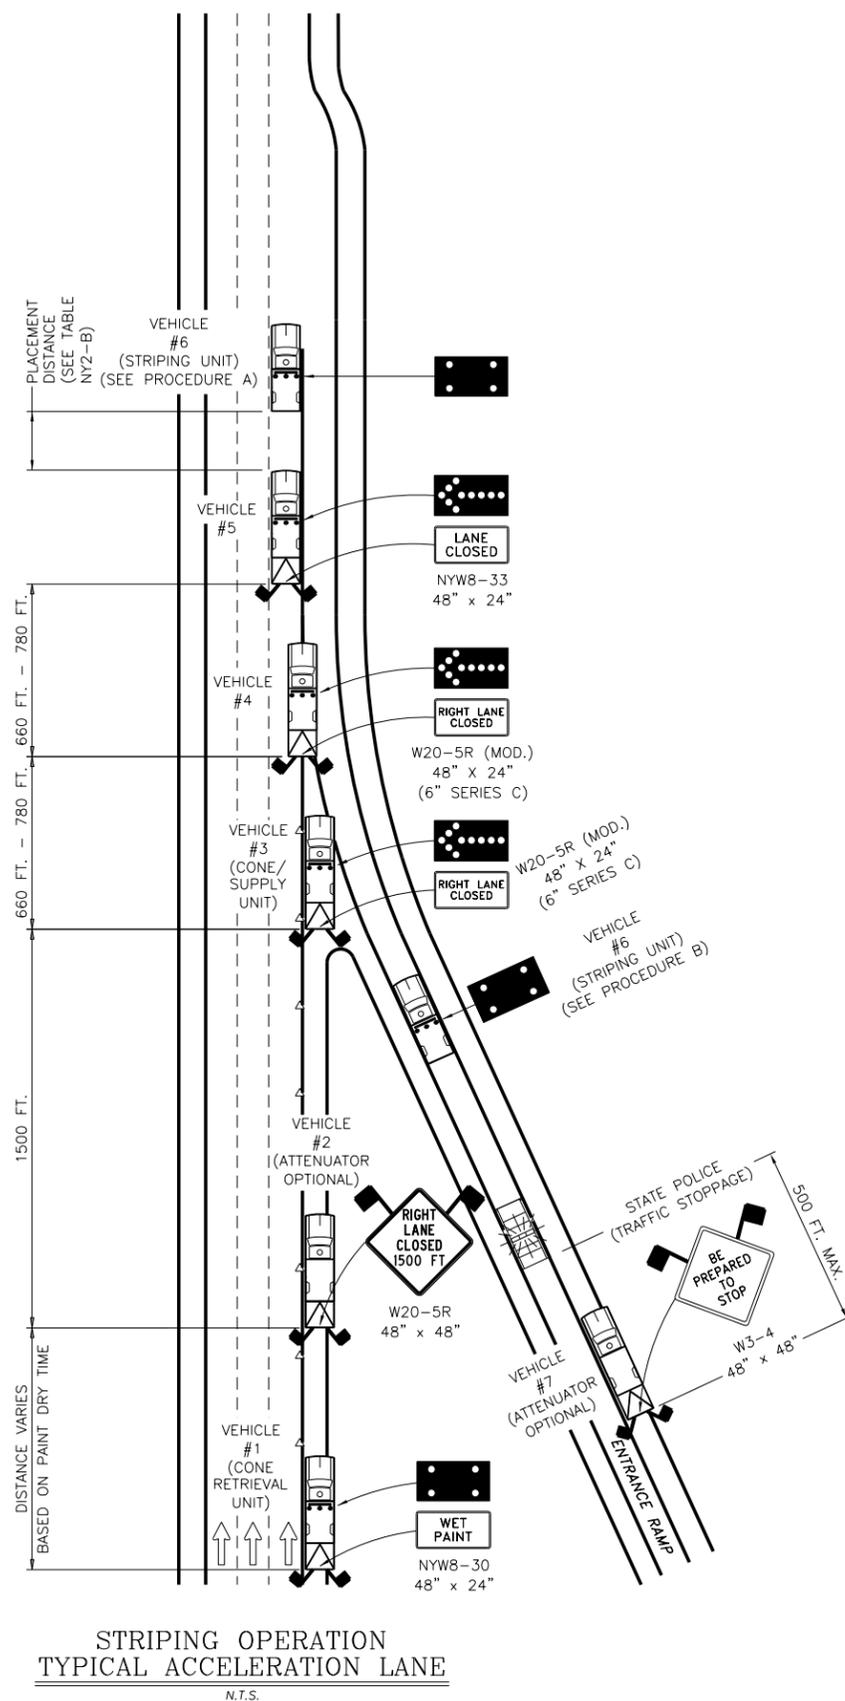 PLACEMENT
DISTANCE
(SEE TABLE
NY2-B)
VEHICLE
#6
(STRIPING UNIT)
(SEE PROCEDURE A)
VEHICLE
#5
LANE
CLOSED
NYW8-33
48" x 24"
660 FT. - 780 FT.
VEHICLE
#4
RIGHT LANE
CLOSED
W20-5R (MOD.)
48" X 24"
(6" SERIES C)
660 FT. - 780 FT.
VEHICLE
#3
(CONE/
SUPPLY
UNIT)
RIGHT LANE
CLOSED
W20-5R (MOD.)
48" X 24"
(6" SERIES C)
VEHICLE
#6
(STRIPING UNIT)
(SEE PROCEDURE B)
1500 FT.
VEHICLE
#2
(ATTENUATOR
OPTIONAL)
RIGHT
LANE
CLOSED
1500 FT
W20-5R
48" x 48"
STATE POLICE
(TRAFFIC STOPPAGE)
500 FT. MAX.
BE
PREPARED
TO
STOP
W3-4
48" x 48"
VEHICLE
#7
(ATTENUATOR
OPTIONAL)
ENTRANCE RAMP
DISTANCE VARIES
BASED ON PAINT DRY TIME
VEHICLE
#1
(CONE
RETRIEVAL
UNIT)
WET
PAINT
NYW8-30
48" x 24"
STRIPING OPERATION
TYPICAL ACCELERATION LANE
N.T.S.